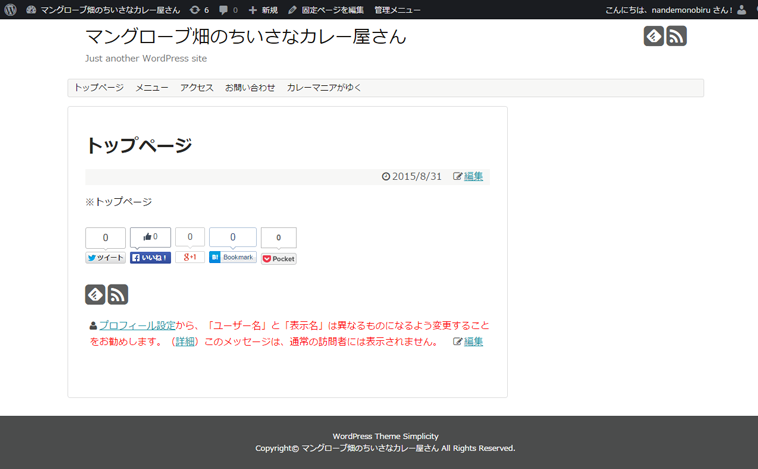 マングローブ畑のちいさなカレー屋さん 6 0 新規 固定ページを編集 管理メニュー こんにちは、nandemonobiru さん!
マングローブ畑のちいさなカレー屋さん
Just another WordPress site
トップページ メニュー アクセス お問い合わせ カレーマニアがゆく
トップページ
2015/8/31 編集
※トップページ
0 0 0 0 0
ツイート いいね! g+1 B! Bookmark Pocket
プロフィール設定から、「ユーザー名」と「表示名」は異なるものになるよう変更すること
をお勧めします。（詳細）このメッセージは、通常の訪問者には表示されません。 編集
WordPress Theme Simplicity
Copyright© マングローブ畑のちいさなカレー屋さん All Rights Reserved.